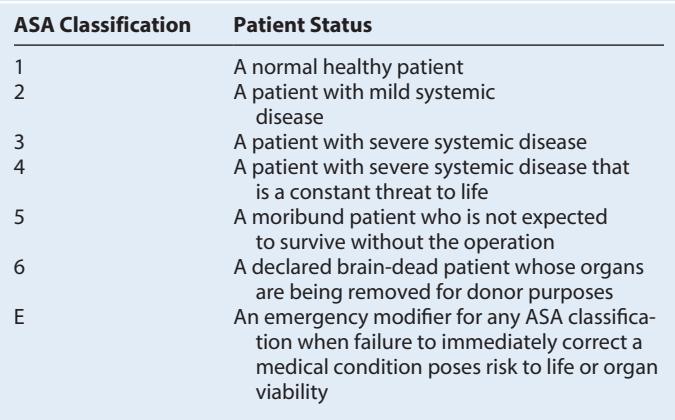 ASA Classification Patient Status
1 A normal healthy patient
2 A patient with mild systemic
disease
3 A patient with severe systemic disease
4 A patient with severe systemic disease that
is a constant threat to life
5 A moribund patient who is not expected
to survive without the operation
6 A declared brain-dead patient whose organs
are being removed for donor purposes
E An emergency modifier for any ASA classifica-
tion when failure to immediately correct a
medical condition poses risk to life or organ
viability